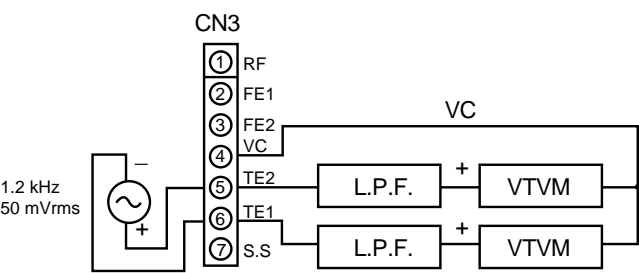 CN3
1 RF
2 FE1
3 FE2
4 VC
5 TE2
6 TE1
7 S.S
VC
1.2 kHz
50 mVrms
–
+
L.P.F. + VTVM
L.P.F. + VTVM